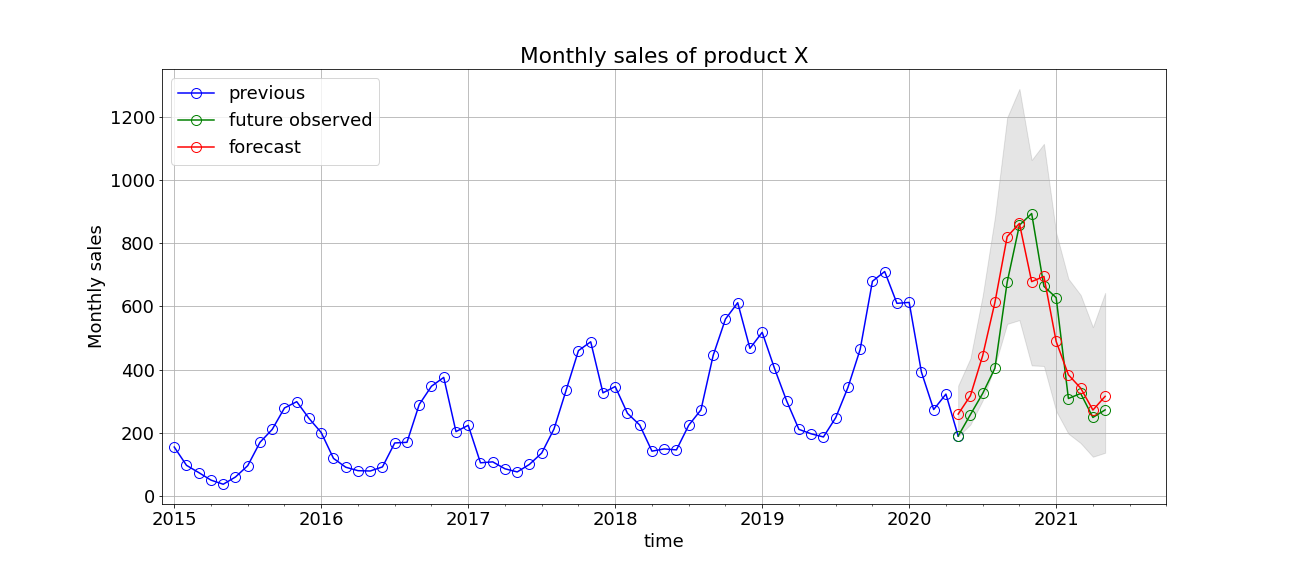 Monthly sales of product X
previous
future observed
forecast
Monthly sales
1200
1000
800
600
400
200
0
2015 2016 2017 2018 2019 2020 2021
time